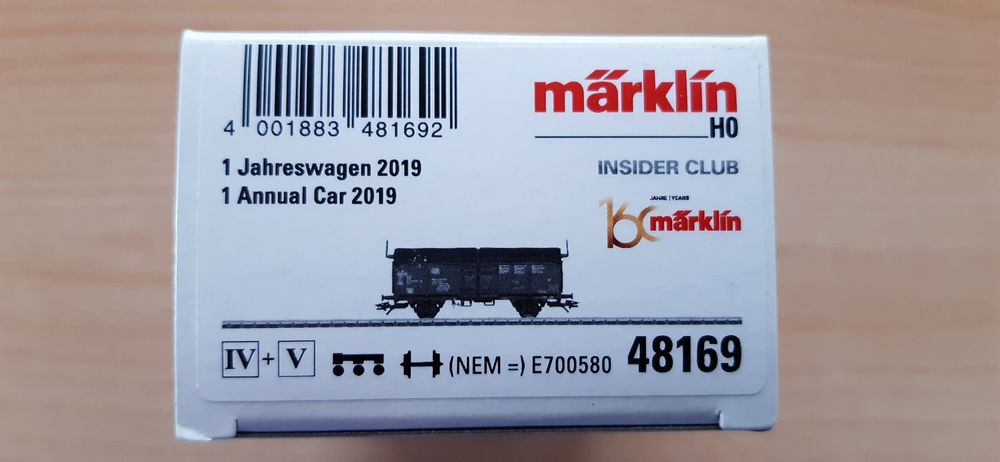 4 001883 481692
1 Jahreswagen 2019
1 Annual Car 2019
märklin
H0
INSIDER CLUB
JAHRE | YEARS
160 märklin
IV + V
(NEM =) E700580
48169